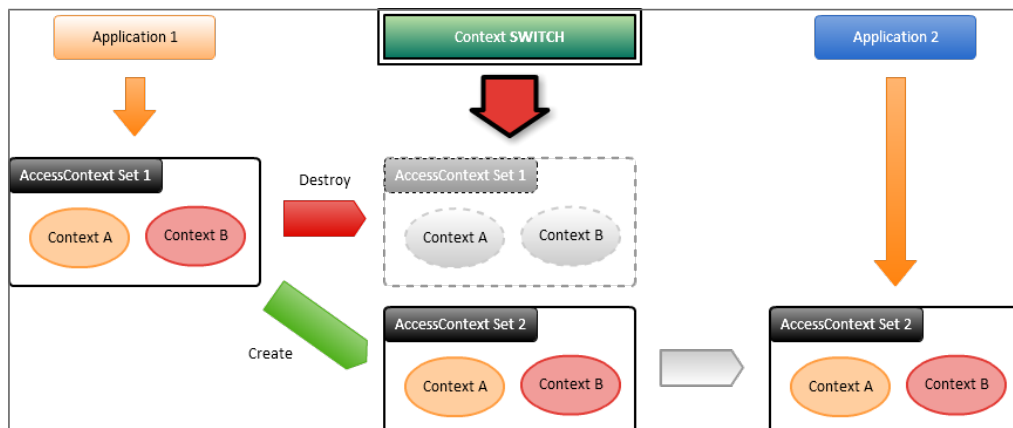 Application 1
Context SWITCH
Application 2
AccessContext Set 1
Context A
Context B
Destroy
AccessContext Set 1
Context A
Context B
Create
AccessContext Set 2
Context A
Context B
AccessContext Set 2
Context A
Context B